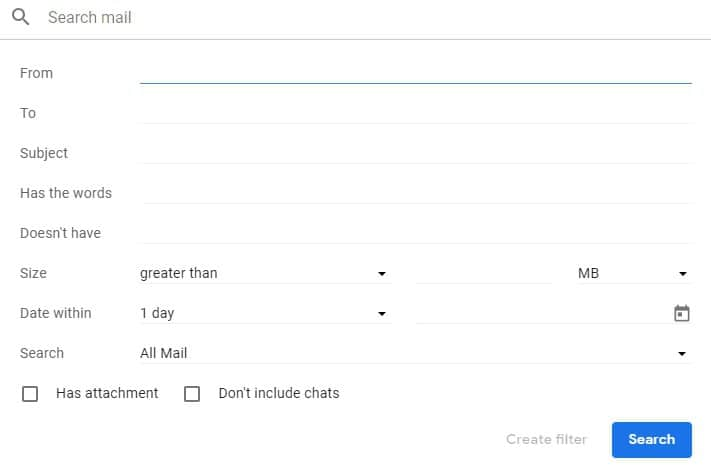 Search mail
From
To
Subject
Has the words
Doesn't have
Size greater than MB
Date within 1 day
Search All Mail
Has attachment Don't include chats
Create filter Search